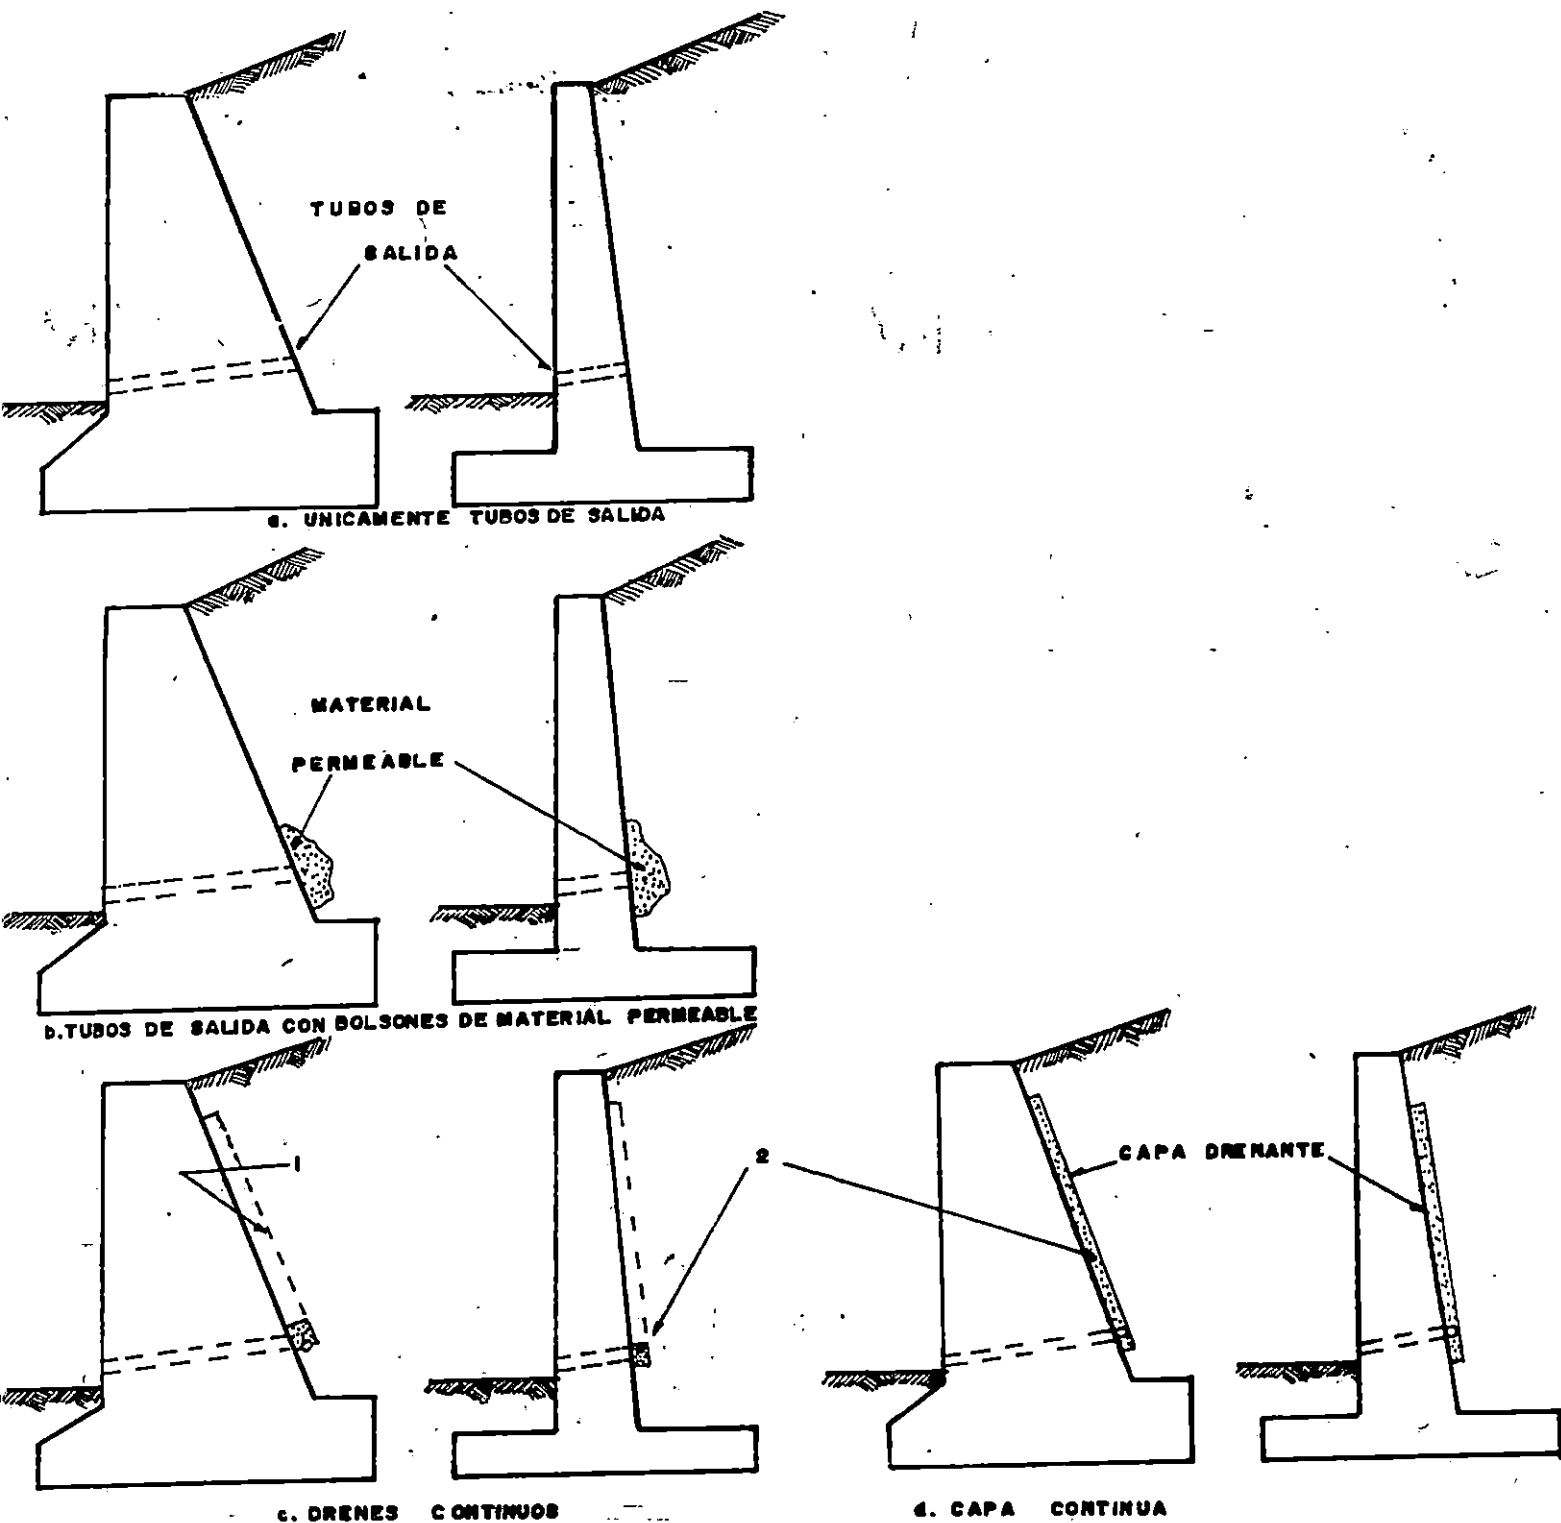 TUBOS DE
SALIDA
a. UNICAMENTE TUBOS DE SALIDA
MATERIAL
PERMEABLE
b. TUBOS DE SALIDA CON BOLSONES DE MATERIAL PERMEABLE
1
2
CAPA DRENANTE
c. DRENES CONTINUOS
d. CAPA CONTINUA